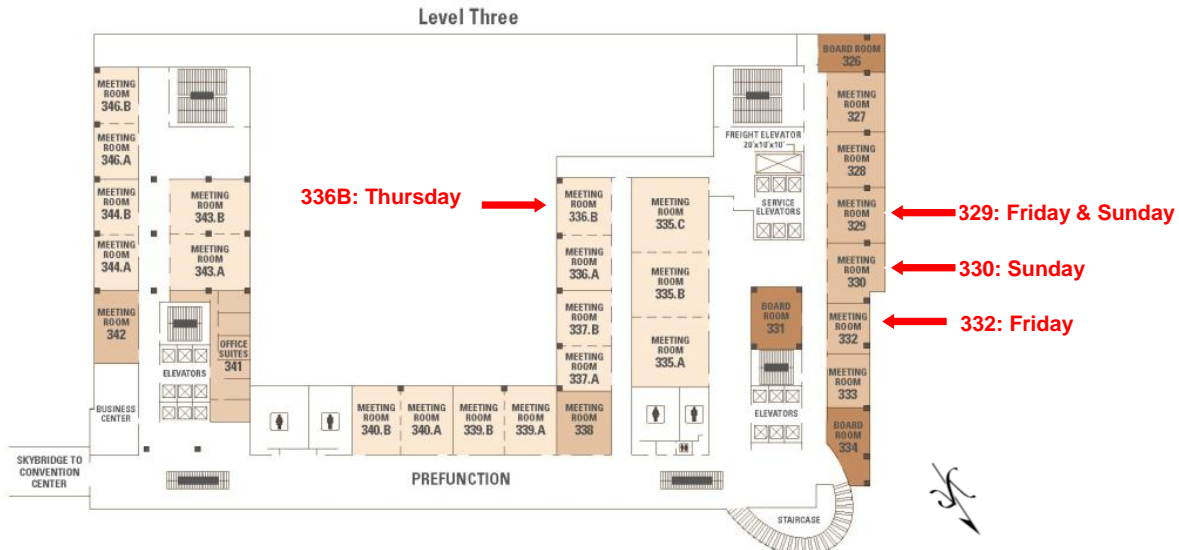 Level Three
BOARD ROOM
326
MEETING
ROOM
346.B
MEETING
ROOM
327
MEETING
ROOM
346.A
FREIGHT ELEVATOR
20'x10'x10'
MEETING
ROOM
328
MEETING
ROOM
344.B
MEETING
ROOM
343.B
336B: Thursday
MEETING
ROOM
336.B
MEETING
ROOM
335.C
SERVICE
ELEVATORS
MEETING
ROOM
329
329: Friday & Sunday
MEETING
ROOM
344.A
MEETING
ROOM
343.A
MEETING
ROOM
336.A
MEETING
ROOM
335.B
MEETING
ROOM
330
330: Sunday
MEETING
ROOM
342
MEETING
ROOM
337.B
BOARD
ROOM
331
MEETING
ROOM
332
332: Friday
OFFICE
SUITES
341
ELEVATORS
MEETING
ROOM
337.A
MEETING
ROOM
335.A
MEETING
ROOM
333
BUSINESS
CENTER
MEETING
ROOM
340.B
MEETING
ROOM
340.A
MEETING
ROOM
339.B
MEETING
ROOM
339.A
MEETING
ROOM
338
ELEVATORS
BOARD
ROOM
334
SKYBRIDGE TO
CONVENTION
CENTER
PREFUNCTION
N
STAIRCASE